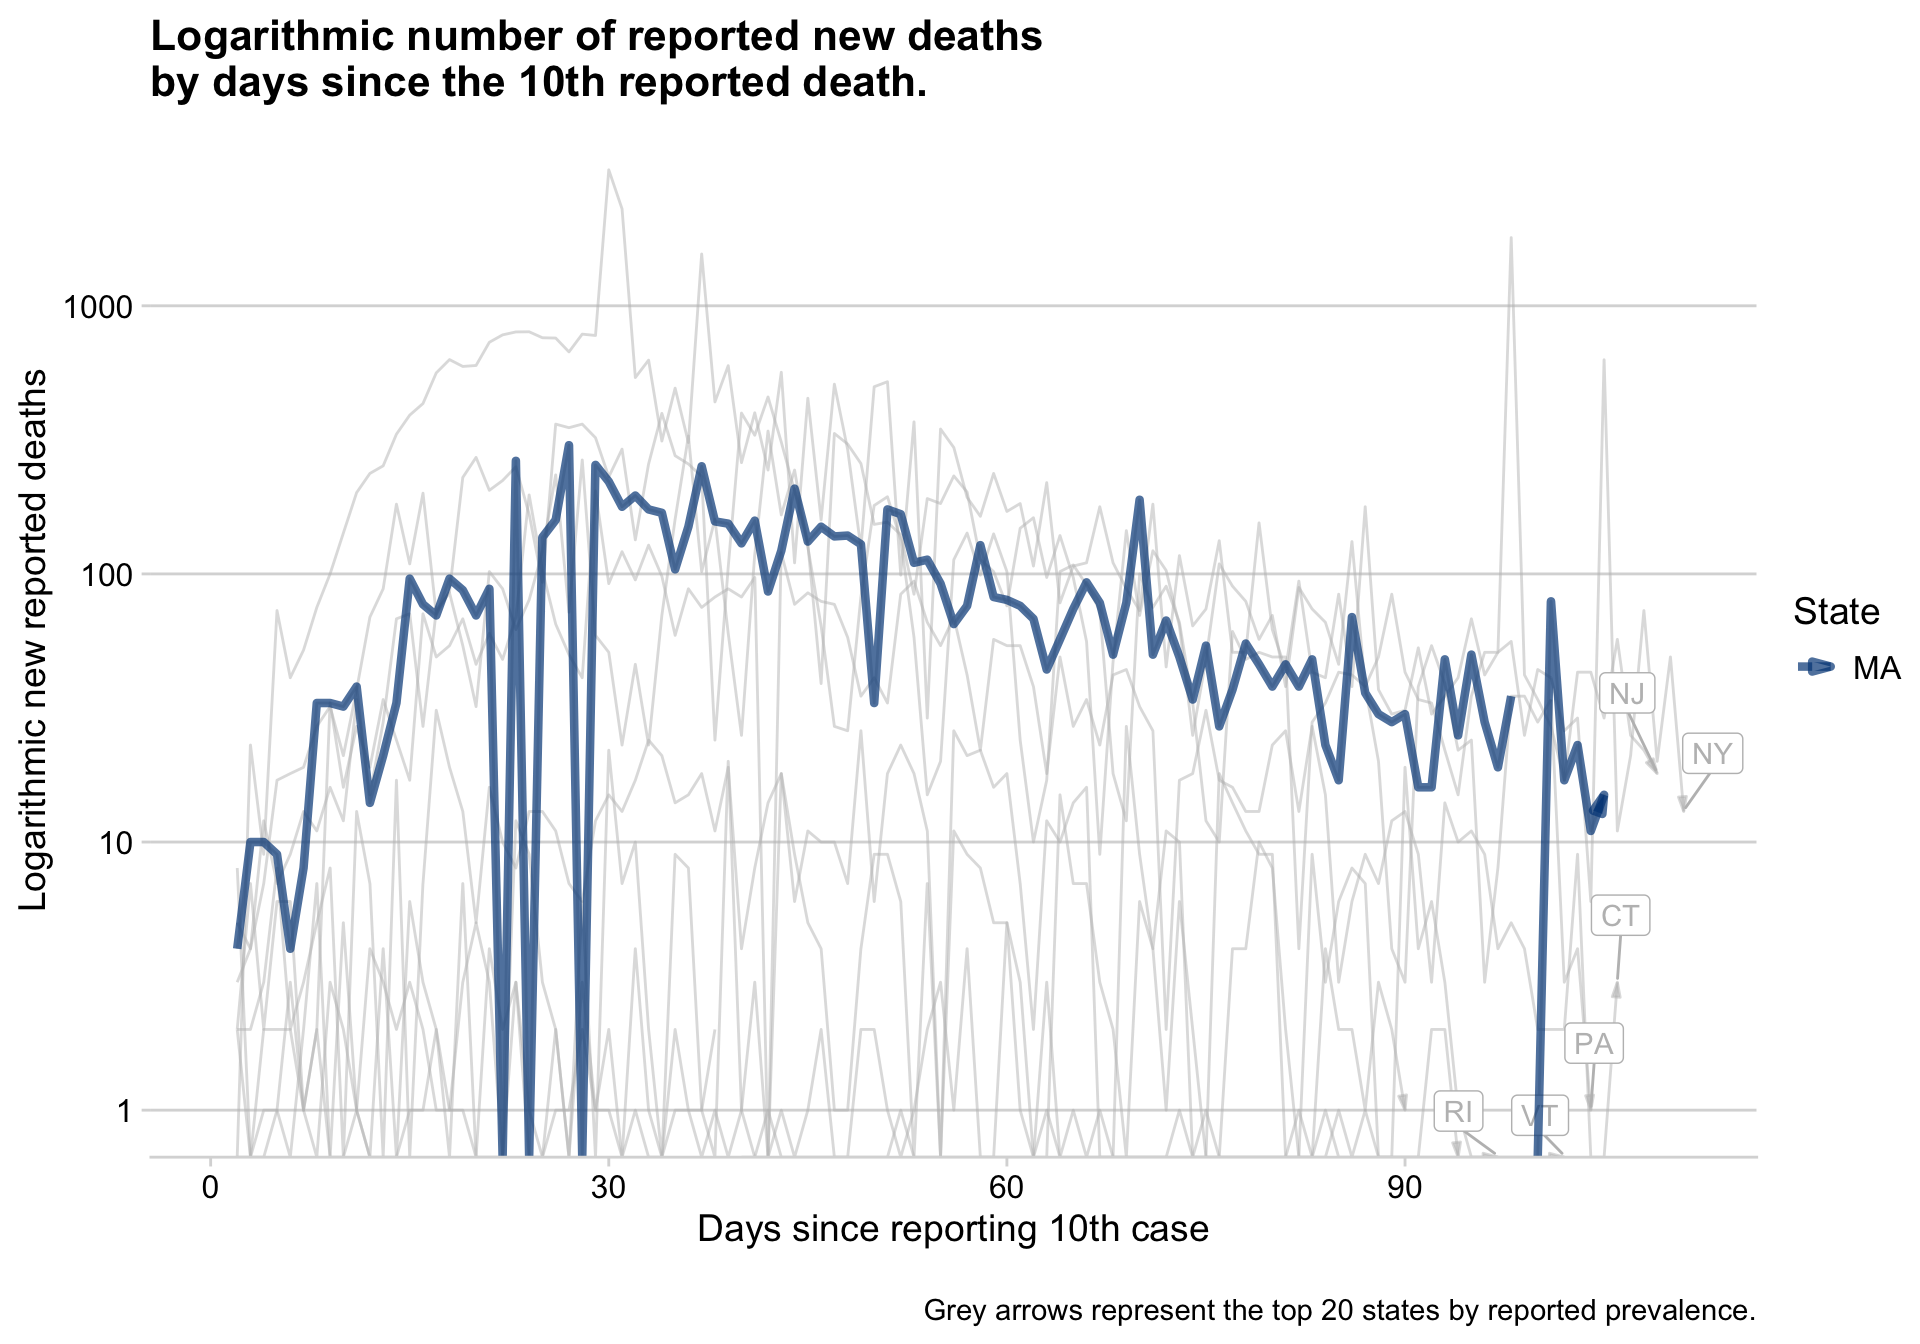 Logarithmic number of reported new deaths
by days since the 10th reported death.
Logarithmic new reported deaths
1000
100
10
1
NJ
NY
CT
PA
RI
VT
State
MA
0
30
60
90
Days since reporting 10th case
Grey arrows represent the top 20 states by reported prevalence.